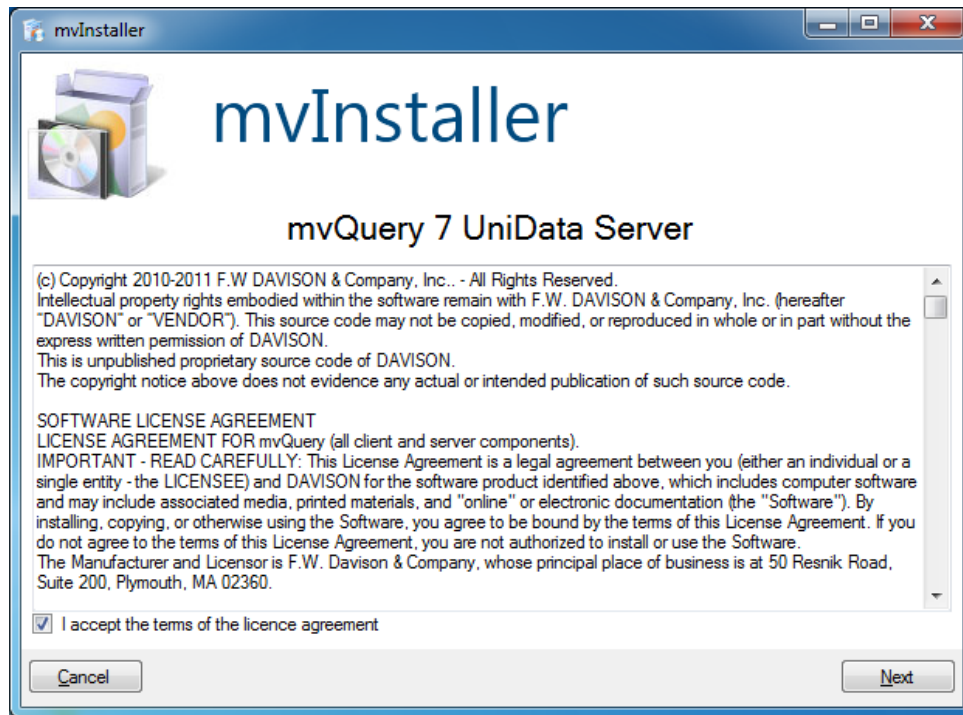 mvInstaller
mvInstaller
mvQuery 7 UniData Server
(c) Copyright 2010-2011 F.W DAVISON & Company, Inc.. - All Rights Reserved.
Intellectual property rights embodied within the software remain with F.W. DAVISON & Company, Inc. (hereafter
"DAVISON" or "VENDOR"). This source code may not be copied, modified, or reproduced in whole or in part without the
express written permission of DAVISON.
This is unpublished proprietary source code of DAVISON.
The copyright notice above does not evidence any actual or intended publication of such source code.
SOFTWARE LICENSE AGREEMENT
LICENSE AGREEMENT FOR mvQuery (all client and server components).
IMPORTANT - READ CAREFULLY: This License Agreement is a legal agreement between you (either an individual or a
single entity - the LICENSEE) and DAVISON for the software product identified above, which includes computer software
and may include associated media, printed materials, and "online" or electronic documentation (the "Software"). By
installing, copying, or otherwise using the Software, you agree to be bound by the terms of this License Agreement. If you
do not agree to the terms of this License Agreement, you are not authorized to install or use the Software.
The Manufacturer and Licensor is F.W. Davison & Company, whose principal place of business is at 50 Resnik Road,
Suite 200, Plymouth, MA 02360.
I accept the terms of the licence agreement
Cancel
Next